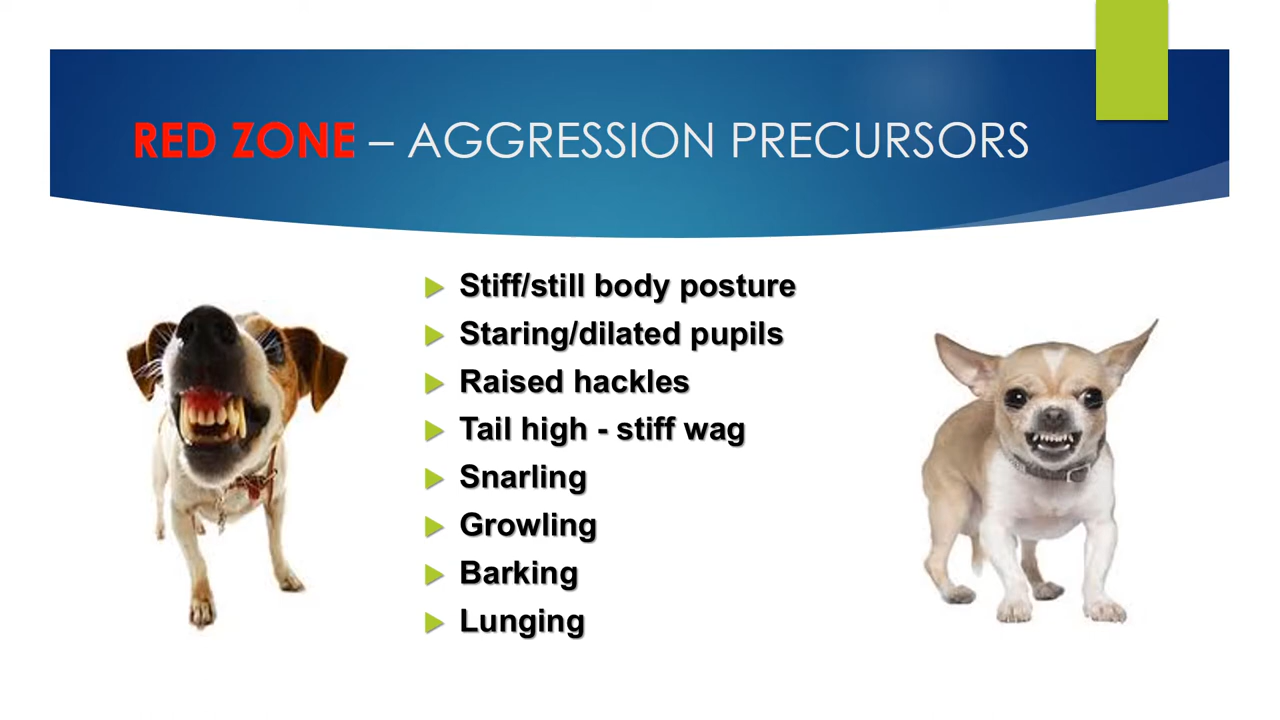 RED ZONE – AGGRESSION PRECURSORS
Stiff/still body posture
Staring/dilated pupils
Raised hackles
Tail high - stiff wag
Snarling
Growling
Barking
Lunging